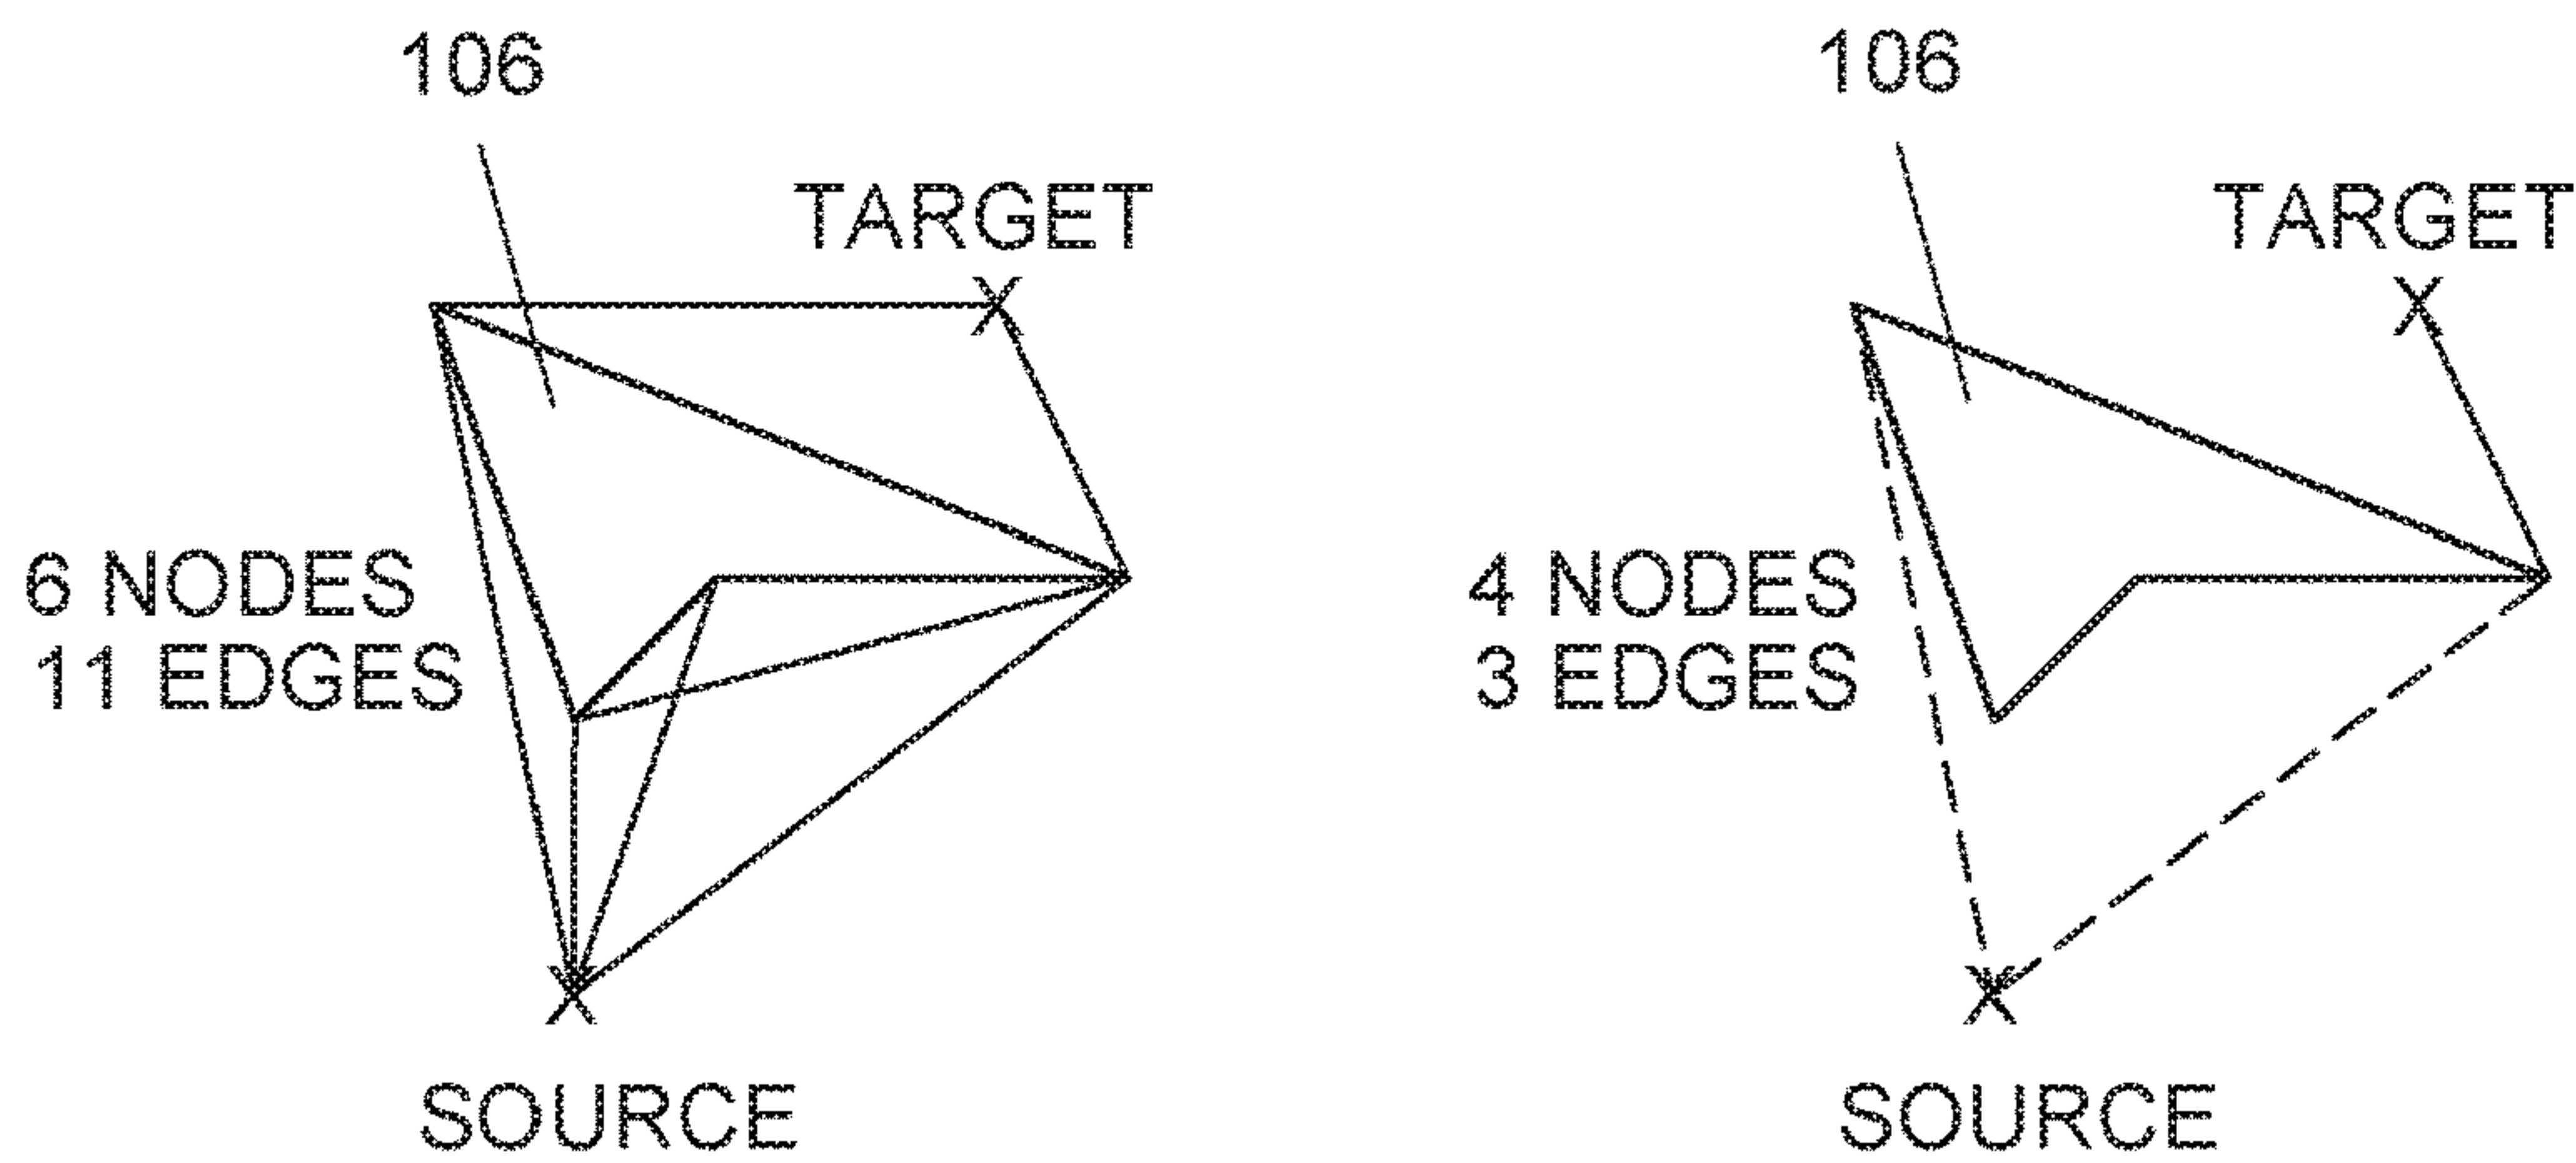 106
TARGET
X
6 NODES
11 EDGES
X
SOURCE
106
TARGET
X
4 NODES
3 EDGES
X
SOURCE